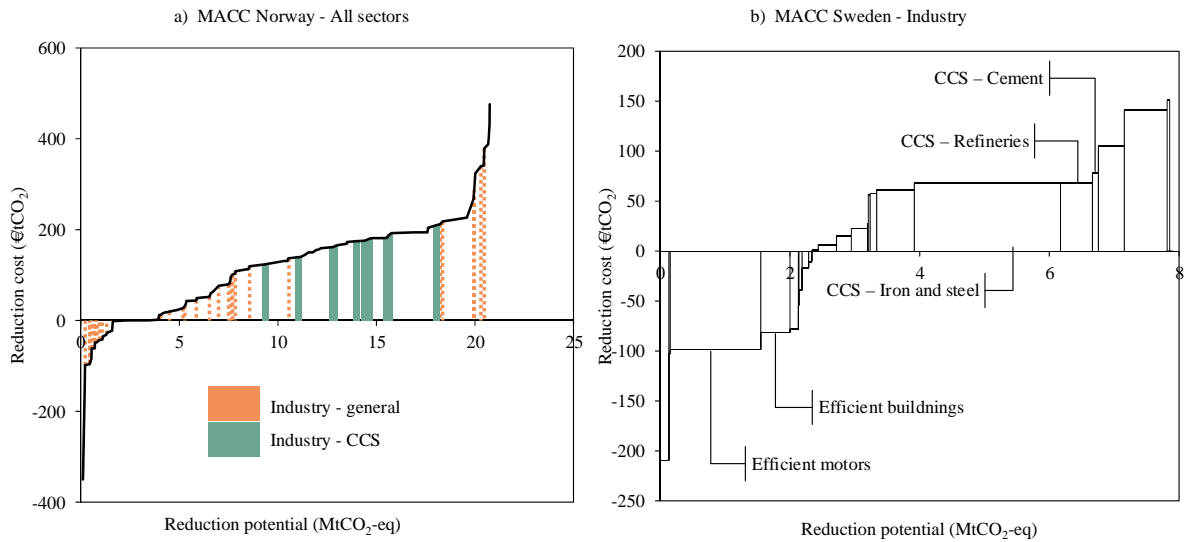 a) MACC Norway - All sectors
600
400
200
0
-200
-400
0
5
10
15
20
25
Reduction cost (€/tCO2)
Industry - general
Industry - CCS
Reduction potential (MtCO2-eq)
b) MACC Sweden - Industry
200
150
100
50
0
-50
-100
-150
-200
-250
0
2
4
6
8
Reduction cost (€/tCO2)
CCS – Cement
CCS – Refineries
CCS – Iron and steel
Efficient buildnings
Efficient motors
Reduction potential (MtCO2-eq)